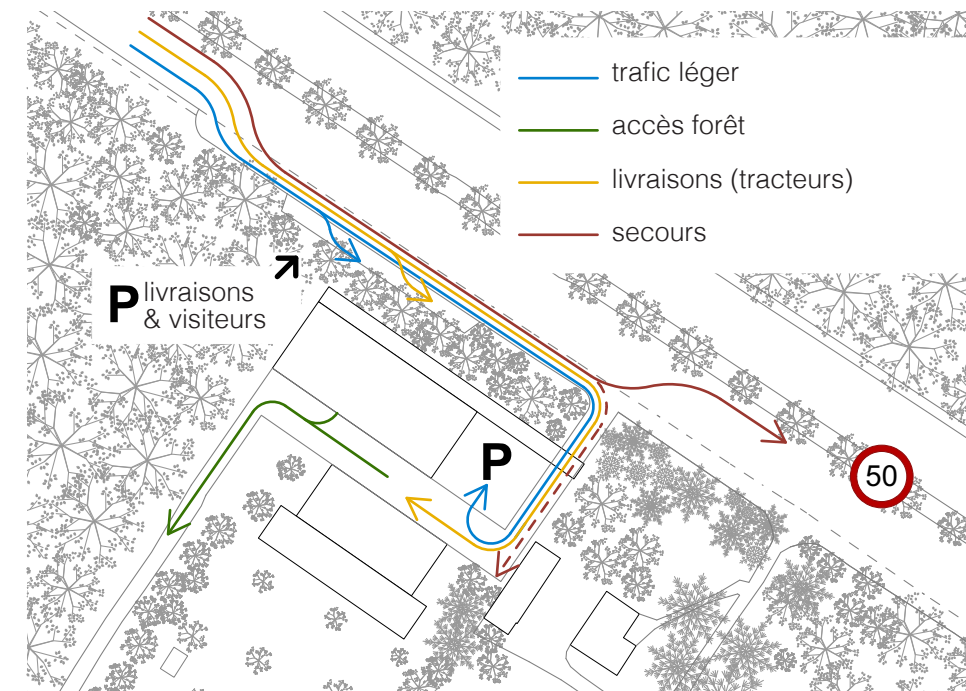 trafic léger
accès forêt
livraisons (tracteurs)
secours
P livraisons
& visiteurs
P
50